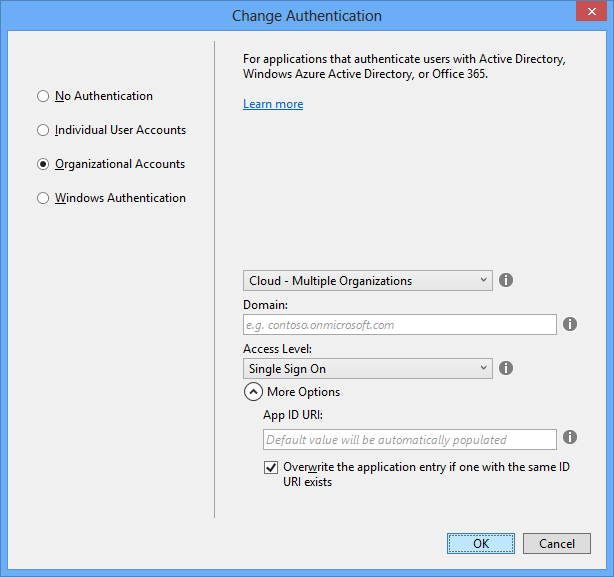 Change Authentication
No Authentication
Individual User Accounts
Organizational Accounts
Windows Authentication
For applications that authenticate users with Active Directory,
Windows Azure Active Directory, or Office 365.
Learn more
Cloud - Multiple Organizations
Domain:
e.g. contoso.onmicrosoft.com
Access Level:
Single Sign On
More Options
App ID URI:
Default value will be automatically populated
Overwrite the application entry if one with the same ID
URI exists
OK
Cancel